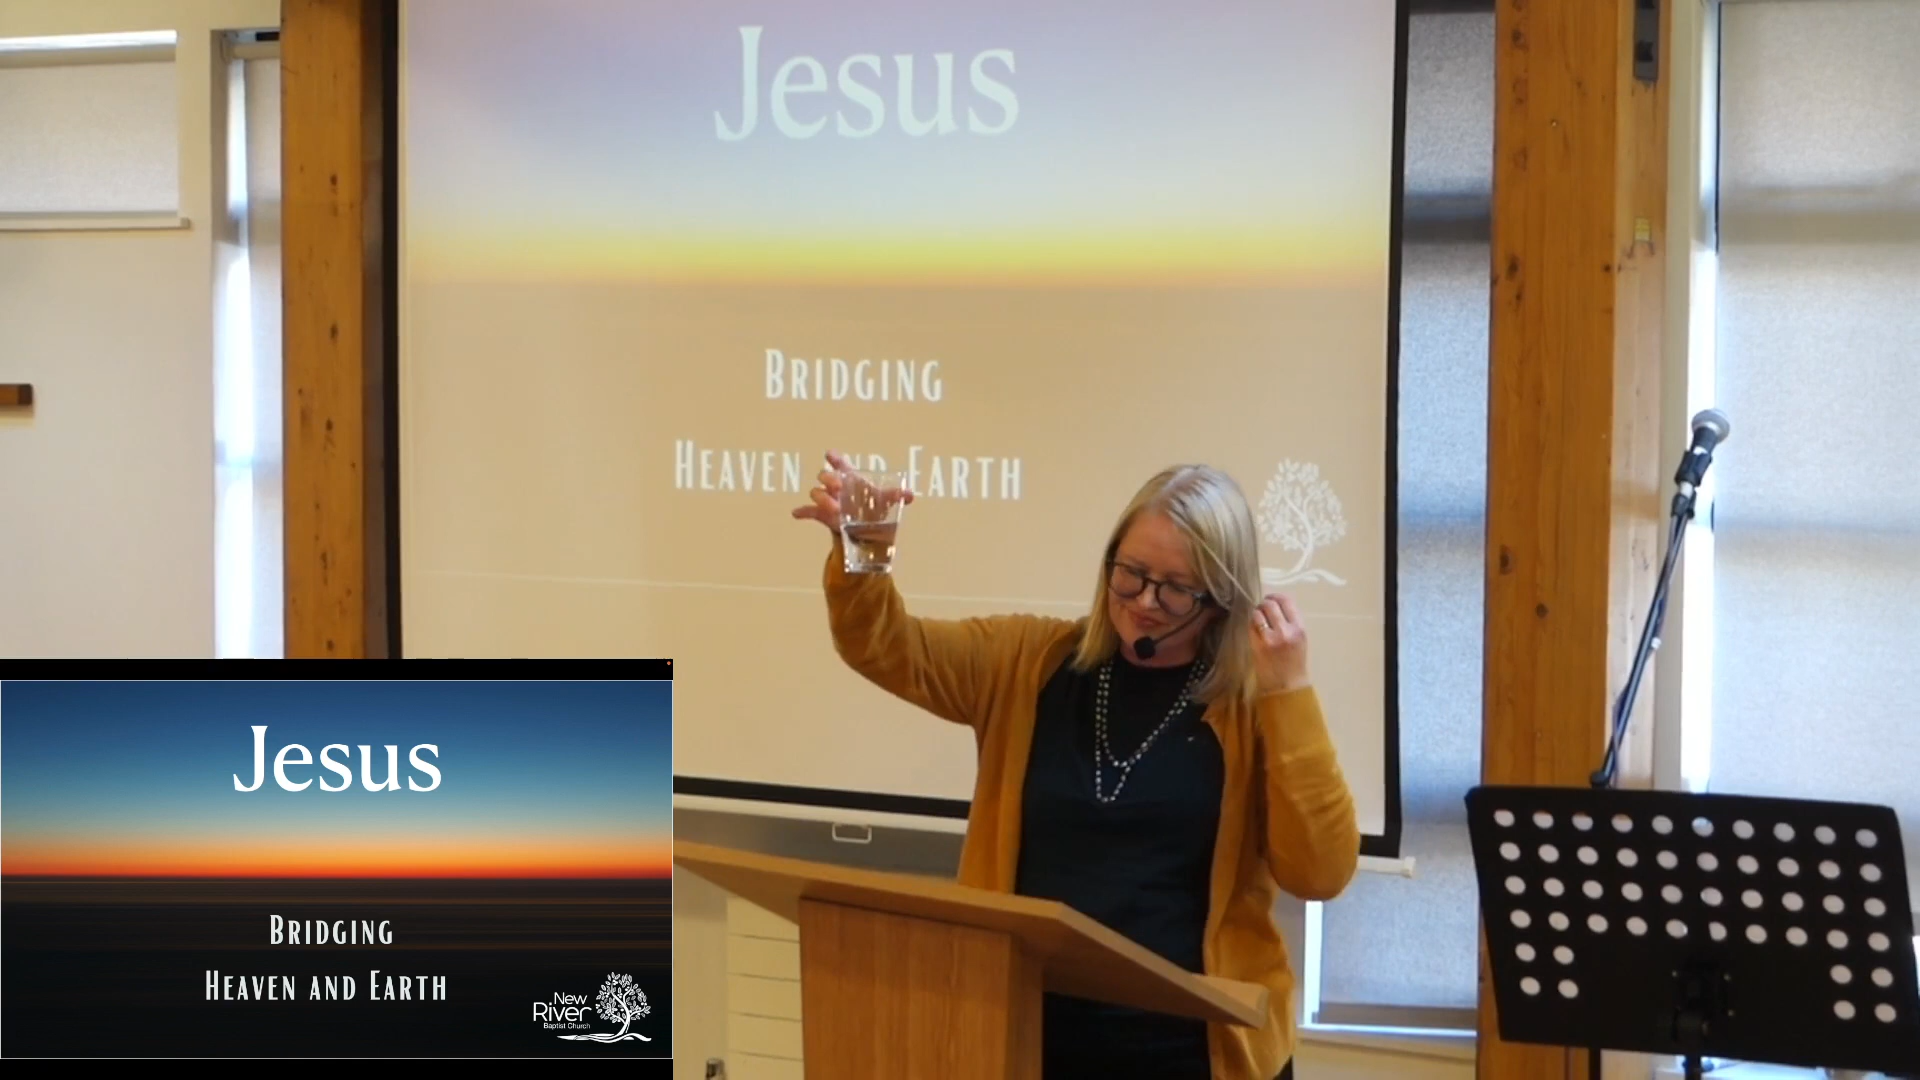 Jesus
Bridging
Heaven and Earth
Jesus
Bridging
Heaven and Earth
New
River
Baptist Church